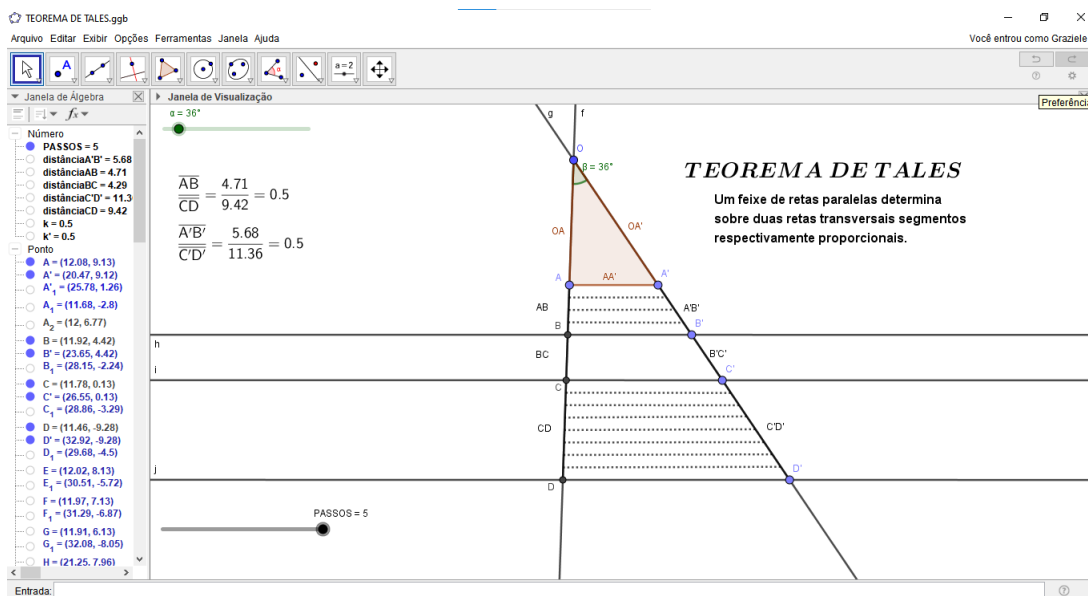 TEOREMA DE TALES.ggb
Arquivo Editar Exibir Opções Ferramentas Janela Ajuda
Você entrou como Graziele
A
a=2
Janela de Álgebra
Janela de Visualização
Preferência
fx
Número
PASSOS = 5
distânciaA'B' = 5.68
distânciaAB = 4.71
distânciaBC = 4.29
distânciaC'D' = 11.3
distânciaCD = 9.42
k = 0.5
k' = 0.5
Ponto
A = (12.08, 9.13)
A' = (20.47, 9.12)
A'₁ = (25.78, 1.26)
A₁ = (11.68, -2.8)
A₂ = (12, 6.77)
B = (11.92, 4.42)
B' = (23.65, 4.42)
B₁ = (28.15, -2.24)
C = (11.78, 0.13)
C' = (26.55, 0.13)
C₁ = (28.86, -3.29)
D = (11.46, -9.28)
D' = (32.92, -9.28)
D₁ = (29.68, -4.5)
E = (12.02, 8.13)
E₁ = (30.51, -5.72)
F = (11.97, 7.13)
F₁ = (31.29, -6.87)
G = (11.91, 6.13)
G₁ = (32.08, -8.05)
H = (21.25, 7.96)
α = 36°
AB/CD = 4.71/9.42 = 0.5
A'B'/C'D' = 5.68/11.36 = 0.5
g
f
O
β = 36°
OA
OA'
A
AA'
A'
AB
A'B'
B
B'
h
BC
B'C'
i
C
C'
CD
C'D'
j
D
D'
PASSOS = 5
TEOREMA DE TALES
Um feixe de retas paralelas determina
sobre duas retas transversais segmentos
respectivamente proporcionais.
Entrada: